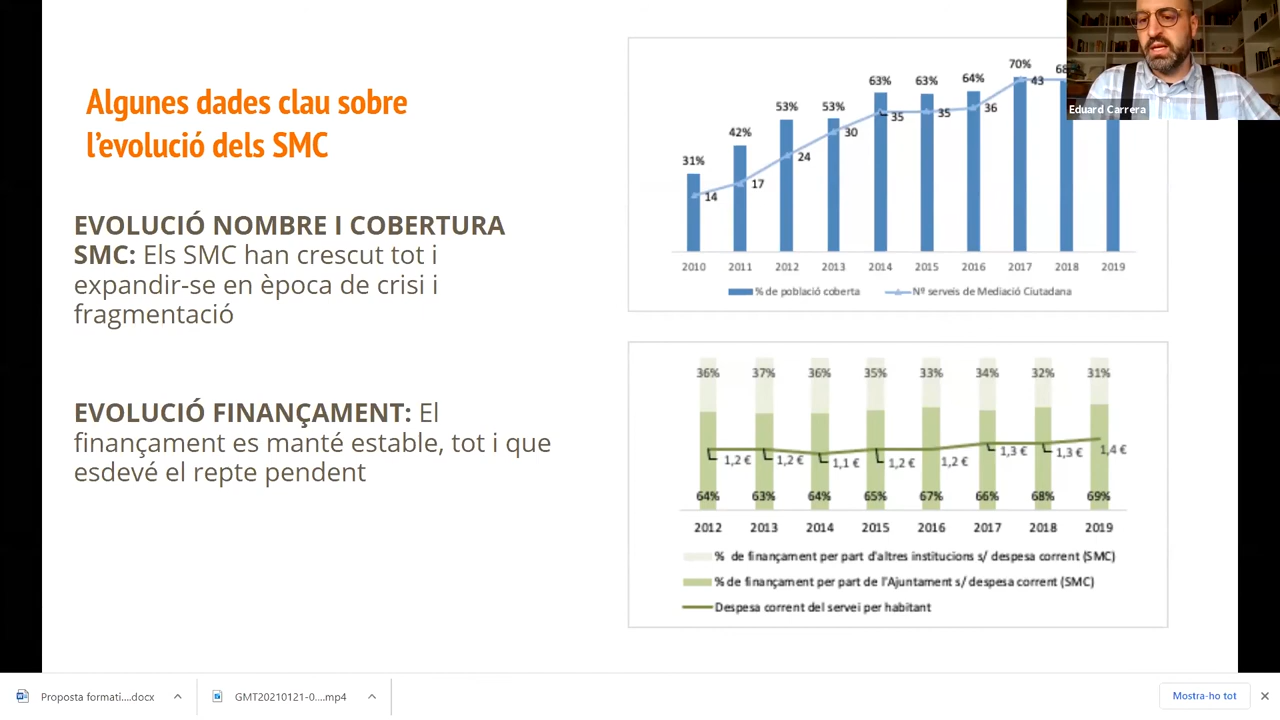 Algunes dades clau sobre
l'evolució dels SMC
EVOLUCIÓ NOMBRE I COBERTURA
SMC: Els SMC han crescut tot i
expandir-se en època de crisi i
fragmentació
EVOLUCIÓ FINANÇAMENT: El
finançament es manté estable, tot i que
esdevé el repte pendent
31% 42% 53% 53% 63% 63% 64% 70%
14 17 24 30 35 35 36 43
2010 2011 2012 2013 2014 2015 2016 2017 2018 2019
% de població coberta Nº serveis de Mediació Ciutadana
Eduard Carrera
36% 37% 36% 35% 33% 34% 32% 31%
1,2 € 1,2 € 1,1 € 1,2 € 1,2 € 1,3 € 1,3 € 1,4 €
64% 63% 64% 65% 67% 66% 68% 69%
2012 2013 2014 2015 2016 2017 2018 2019
% de finançament per part d'altres institucions s/ despesa corrent (SMC)
% de finançament per part de l'Ajuntament s/ despesa corrent (SMC)
Despesa corrent del servei per habitant
Proposta formati....docx GMT20210121-0....mp4 Mostra-ho tot